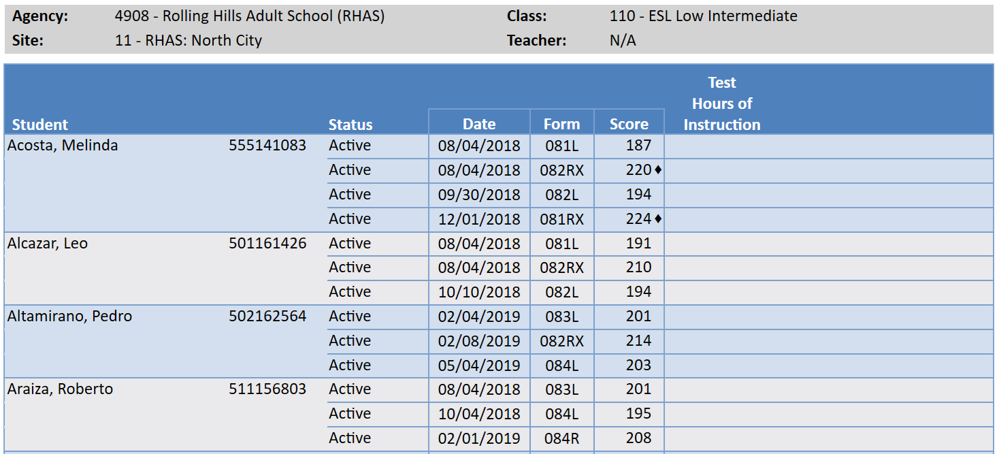 Agency: 4908 - Rolling Hills Adult School (RHAS) Class: 110 - ESL Low Intermediate
Site: 11 - RHAS: North City Teacher: N/A
Test
Hours of
Student Status Date Form Score Instruction
Acosta, Melinda 555141083 Active 08/04/2018 081L 187
Active 08/04/2018 082RX 220♦
Active 09/30/2018 082L 194
Active 12/01/2018 081RX 224♦
Alcazar, Leo 501161426 Active 08/04/2018 081L 191
Active 08/04/2018 082RX 210
Active 10/10/2018 082L 194
Altamirano, Pedro 502162564 Active 02/04/2019 083L 201
Active 02/08/2019 082RX 214
Active 05/04/2019 084L 203
Araiza, Roberto 511156803 Active 08/04/2018 083L 201
Active 10/04/2018 084L 195
Active 02/01/2019 084R 208